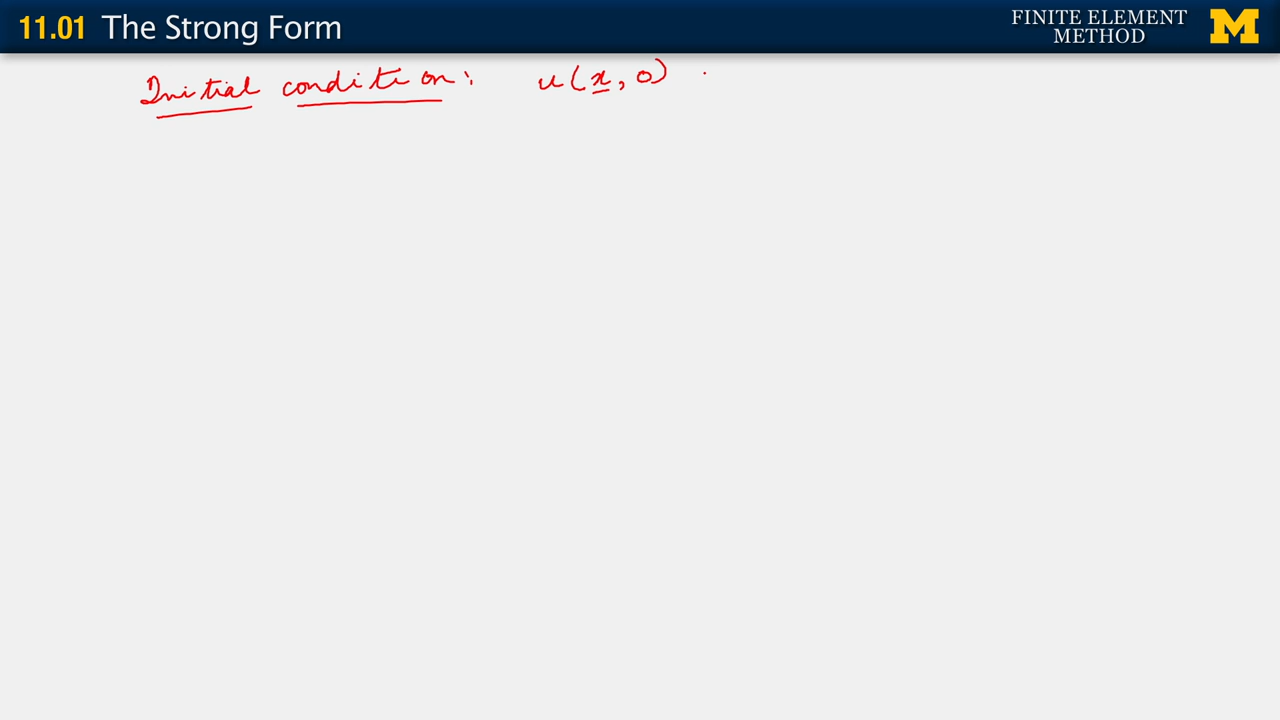 11.01 The Strong Form
FINITE ELEMENT
METHOD
M
Initial condition: u(x, 0)